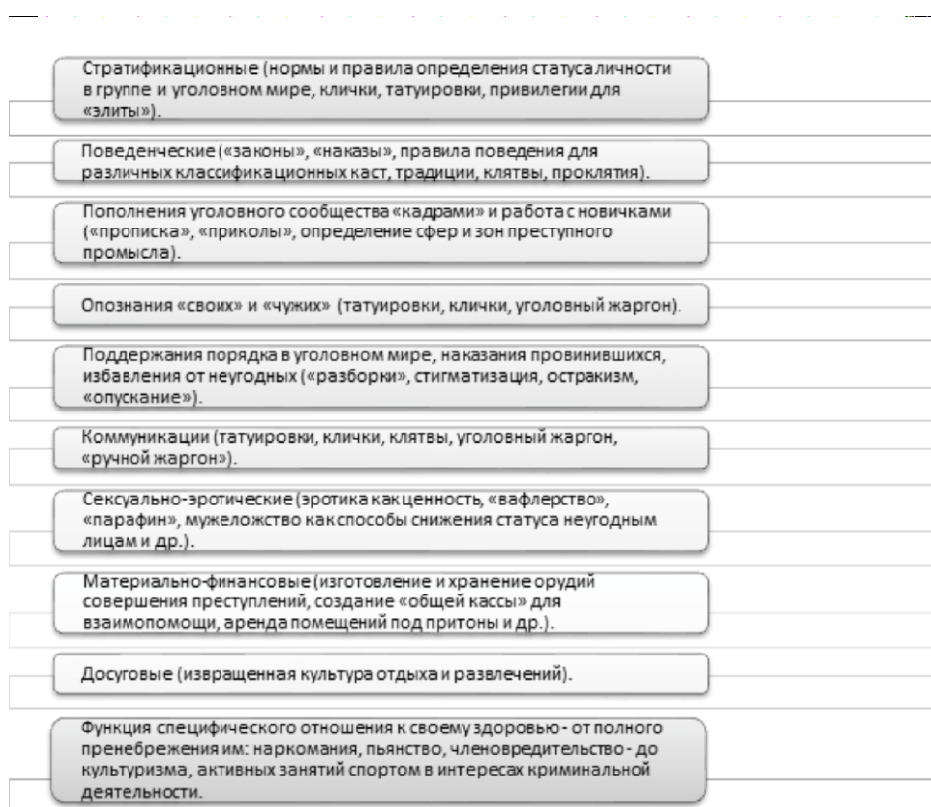 Стратификационные (нормы и правила определения статуса личности
в группе и уголовном мире, клички, татуировки, привилегии для
«элиты»).
Поведенческие («законы», «наказы», правила поведения для
различных классификационных каст, традиции, клятвы, проклятия).
Пополнения уголовного сообщества «кадрами» и работа с новичками
(«прописка», «приколы», определение сфер и зон преступного
промысла).
Опознания «своих» и «чужих» (татуировки, клички, уголовный жаргон).
Поддержания порядка в уголовном мире, наказания провинившихся,
избавления от неугодных («разборки», стигматизация, остракизм,
«опускание»).
Коммуникации (татуировки, клички, клятвы, уголовный жаргон,
«ручной жаргон»).
Сексуально-эротические (эротика как ценность, «вафлерство»,
«парафин», мужеложство как способы снижения статуса неугодным
лицам и др.).
Материально-финансовые (изготовление и хранение орудий
совершения преступлений, создание «общей кассы» для
взаимопомощи, аренда помещений под притоны и др.).
Досуговые (извращенная культура отдыха и развлечений).
Функция специфического отношения к своему здоровью - от полного
пренебрежения им: наркомания, пьянство, членовредительство - до
культуризма, активных занятий спортом в интересах криминальной
деятельности.